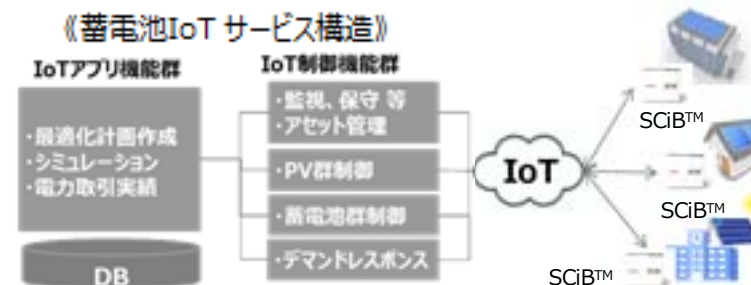 《蓄電池IoT サービス構造》
IoTアプリ機能群
IoT制御機能群
・最適化計画作成
・シミュレーション
・電力取引実績
DB
・監視、保守 等
・アセット管理
・PV群制御
・蓄電池群制御
・デマンドレスポンス
IoT
SCiB™
SCiB™
SCiB™